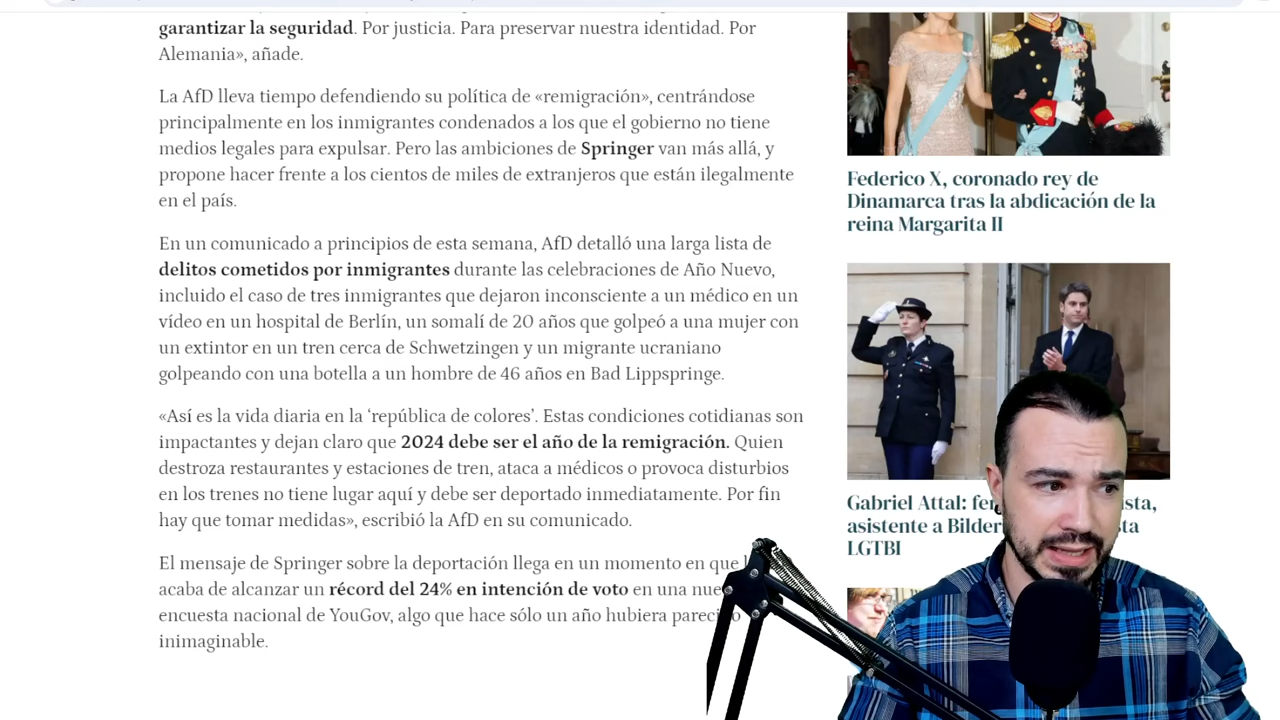 garantizar la seguridad. Por justicia. Para preservar nuestra identidad. Por
Alemania», añade.
La AfD lleva tiempo defendiendo su política de «remigración», centrándose
principalmente en los inmigrantes condenados a los que el gobierno no tiene
medios legales para expulsar. Pero las ambiciones de Springer van más allá, y
propone hacer frente a los cientos de miles de extranjeros que están ilegalmente
en el país.
En un comunicado a principios de esta semana, AfD detalló una larga lista de
delitos cometidos por inmigrantes durante las celebraciones de Año Nuevo,
incluido el caso de tres inmigrantes que dejaron inconsciente a un médico en un
vídeo en un hospital de Berlín, un somalí de 20 años que golpeó a una mujer con
un extintor en un tren cerca de Schwetzingen y un migrante ucraniano
golpeando con una botella a un hombre de 46 años en Bad Lippspringe.
«Así es la vida diaria en la ‘república de colores’. Estas condiciones cotidianas son
impactantes y dejan claro que 2024 debe ser el año de la remigración. Quien
destroza restaurantes y estaciones de tren, ataca a médicos o provoca disturbios
en los trenes no tiene lugar aquí y debe ser deportado inmediatamente. Por fin
hay que tomar medidas», escribió la AfD en su comunicado.
El mensaje de Springer sobre la deportación llega en un momento en que
acaba de alcanzar un récord del 24% en intención de voto en una
encuesta nacional de YouGov, algo que hace sólo un año hubiera
inimaginable.
Federico X, coronado rey de
Dinamarca tras la abdicación de la
reina Margarita II
Gabriel Attal:
asistente a
LGTBI